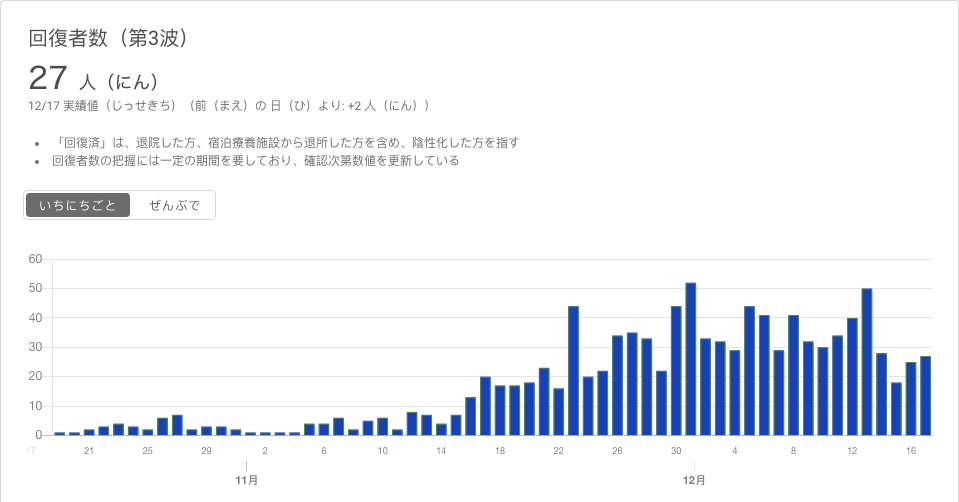 回復者数（第3波）
27 人（にん）
12/17 実績値（じっせきち）（前（まえ）の 日（ひ）より: +2 人（にん））
• 「回復済」は、退院した方、宿泊療養施設から退所した方を含め、陰性化した方を指す
• 回復者数の把握には一定の期間を要しており、確認次第数値を更新している
いちにちごと ぜんぶで
60
50
40
30
20
10
0
17 21 25 29 2 6 10 14 18 22 26 30 4 8 12 16
11月 12月